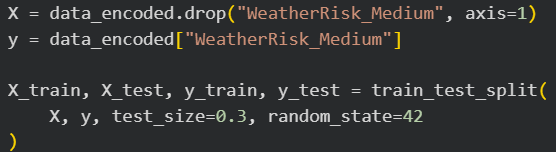 X = data_encoded.drop("WeatherRisk_Medium", axis=1)
y = data_encoded["WeatherRisk_Medium"]

X_train, X_test, y_train, y_test = train_test_split(
    X, y, test_size=0.3, random_state=42
)